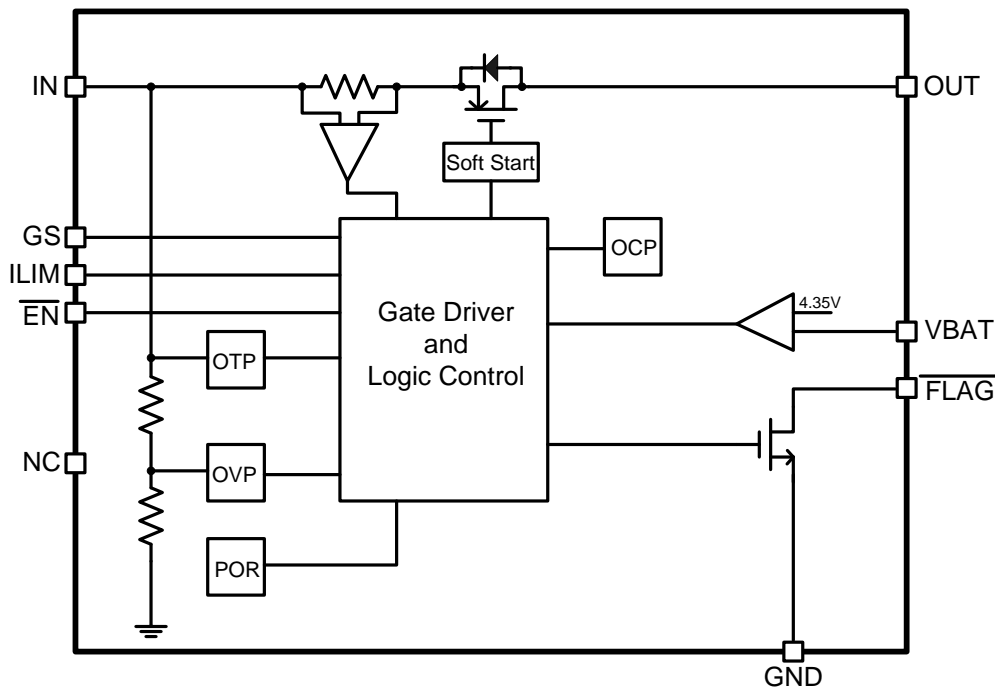 IN
OUT
Soft Start
GS
OCP
ILIM
EN
4.35V
Gate Driver
and
Logic Control
VBAT
OTP
FLAG
NC
OVP
POR
GND